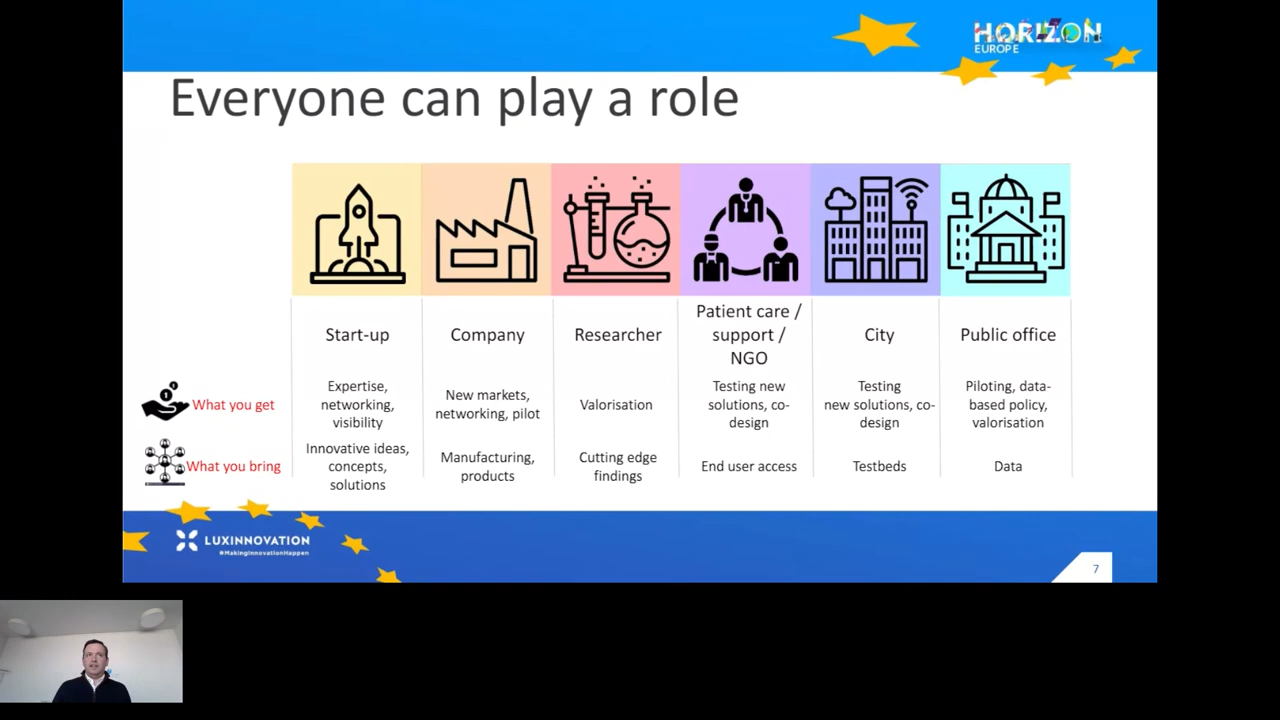 HORIZON
EUROPE
Everyone can play a role
Start-up
Company
Researcher
Patient care /
support /
NGO
City
Public office
What you get
Expertise,
networking,
visibility
New markets,
networking, pilot
Valorisation
Testing new
solutions, co-
design
Testing
new solutions, co-
design
Piloting, data-
based policy,
valorisation
What you bring
Innovative ideas,
concepts,
solutions
Manufacturing,
products
Cutting edge
findings
End user access
Testbeds
Data
LUXINNOVATION
#MakingInnovationHappen
7